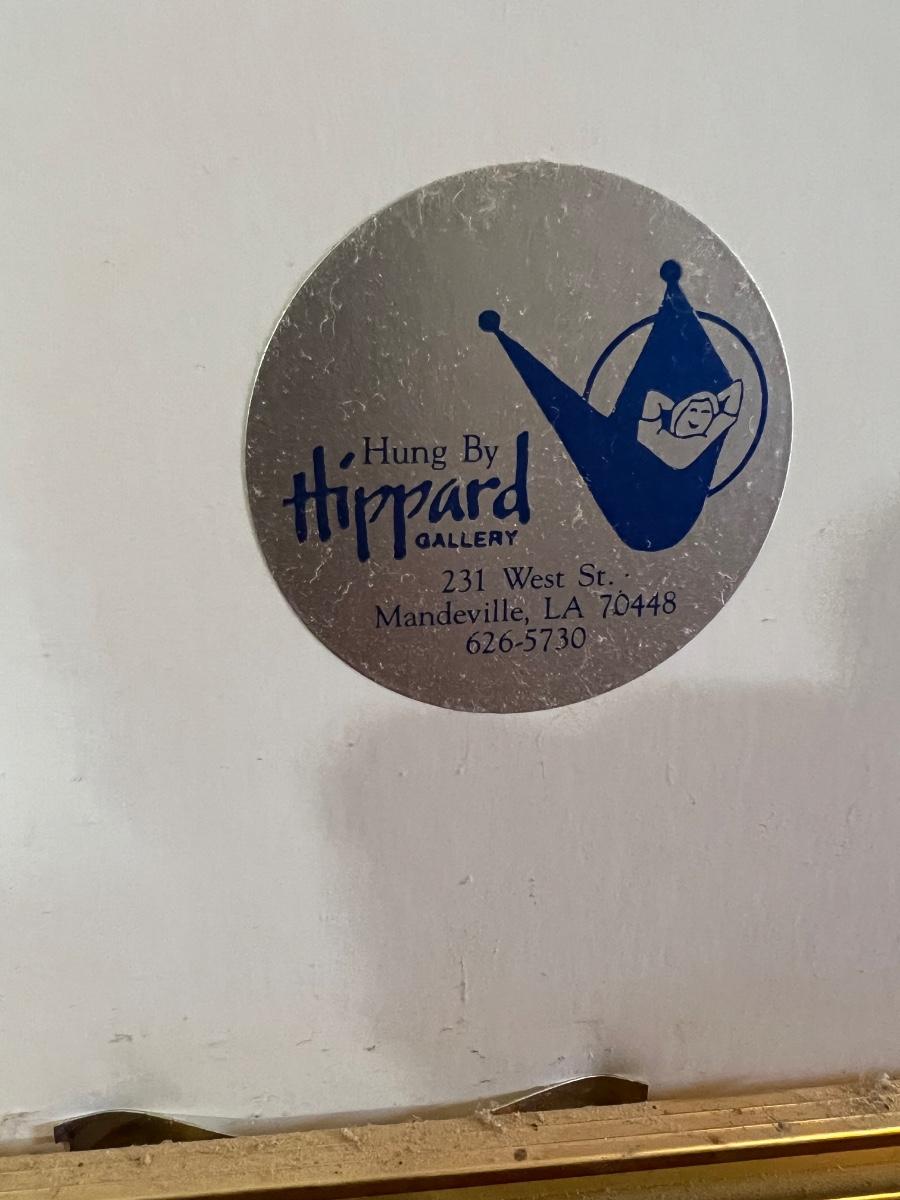 Hung By
Hippard
GALLERY
231 West St.
Mandeville, LA 70448
626-5730